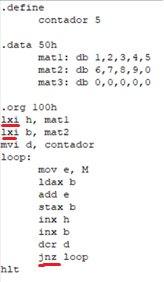 .define
contador 5
.data 50h
mat1: db 1,2,3,4,5
mat2: db 6,7,8,9,0
mat3: db 0,0,0,0,0
.org 100h
lxi h, mat1
lxi b, mat2
mvi d, contador
loop:
mov e, M
ldax b
add e
stax b
inx h
inx b
dcr d
jnz loop
hlt